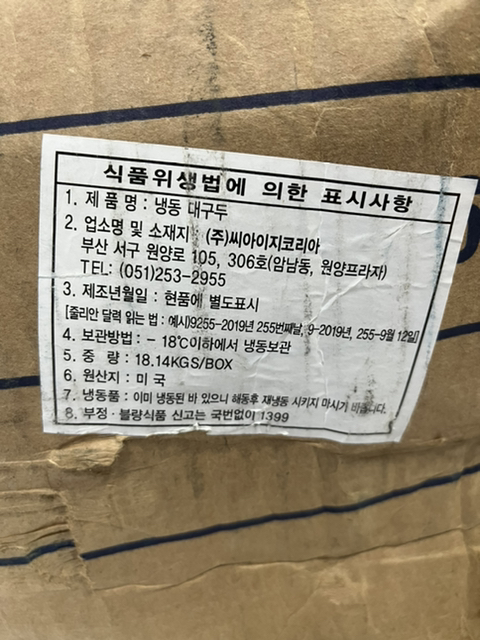 식품위생법에 의한 표시사항
1. 제 품 명 : 냉동 대구두
2. 업소명 및 소재지 : (주)씨아이지코리아
부산 서구 원양로 105, 306호(암남동, 원양프라자)
TEL: (051)253-2955
3. 제조년월일 : 현품에 별도표시
[줄리안 달력 읽는 법 : 예시)9255-2019년 255번째날, 9-2019년, 255-9월 12일]
4. 보관방법 : - 18℃이하에서 냉동보관
5. 중 량 : 18.14KGS/BOX
6. 원산지 : 미 국
7. 냉동품 : 이미 냉동된 바 있으니 해동후 재냉동 시키지 마시기 바랍니다.
8. 부정 · 불량식품 신고는 국번없이 1399